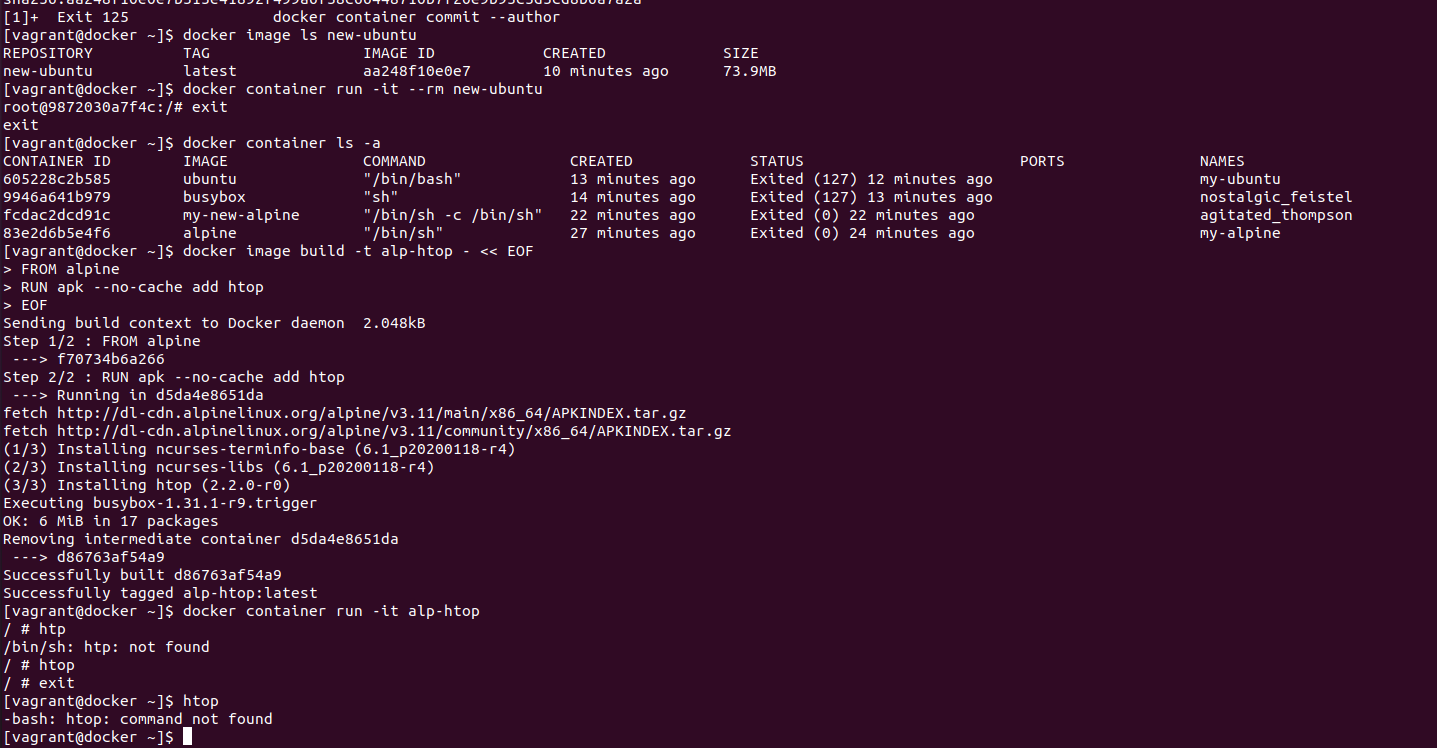 [1]+  Exit 125                docker container commit --author
[vagrant@docker ~]$ docker image ls new-ubuntu
REPOSITORY          TAG                 IMAGE ID            CREATED             SIZE
new-ubuntu          latest              aa248f10e0e7        10 minutes ago      73.9MB
[vagrant@docker ~]$ docker container run -it --rm new-ubuntu
root@9872030a7f4c:/# exit
exit
[vagrant@docker ~]$ docker container ls -a
CONTAINER ID        IMAGE               COMMAND                CREATED             STATUS                        PORTS               NAMES
605228c2b585        ubuntu              "/bin/bash"            13 minutes ago      Exited (127) 12 minutes ago                       my-ubuntu
9946a641b979        busybox             "sh"                   14 minutes ago      Exited (127) 13 minutes ago                       nostalgic_feistel
fcdac2dcd91c        my-new-alpine       "/bin/sh -c /bin/sh"   22 minutes ago      Exited (0) 22 minutes ago                         agitated_thompson
83e2d6b5e4f6        alpine              "/bin/sh"              27 minutes ago      Exited (0) 24 minutes ago                         my-alpine
[vagrant@docker ~]$ docker image build -t alp-htop - << EOF
> FROM alpine
> RUN apk --no-cache add htop
> EOF
Sending build context to Docker daemon  2.048kB
Step 1/2 : FROM alpine
 ---> f70734b6a266
Step 2/2 : RUN apk --no-cache add htop
 ---> Running in d5da4e8651da
fetch http://dl-cdn.alpinelinux.org/alpine/v3.11/main/x86_64/APKINDEX.tar.gz
fetch http://dl-cdn.alpinelinux.org/alpine/v3.11/community/x86_64/APKINDEX.tar.gz
(1/3) Installing ncurses-terminfo-base (6.1_p20200118-r4)
(2/3) Installing ncurses-libs (6.1_p20200118-r4)
(3/3) Installing htop (2.2.0-r0)
Executing busybox-1.31.1-r9.trigger
OK: 6 MiB in 17 packages
Removing intermediate container d5da4e8651da
 ---> d86763af54a9
Successfully built d86763af54a9
Successfully tagged alp-htop:latest
[vagrant@docker ~]$ docker container run -it alp-htop
/ # htp
/bin/sh: htp: not found
/ # htop
/ # exit
[vagrant@docker ~]$ htop
-bash: htop: command not found
[vagrant@docker ~]$